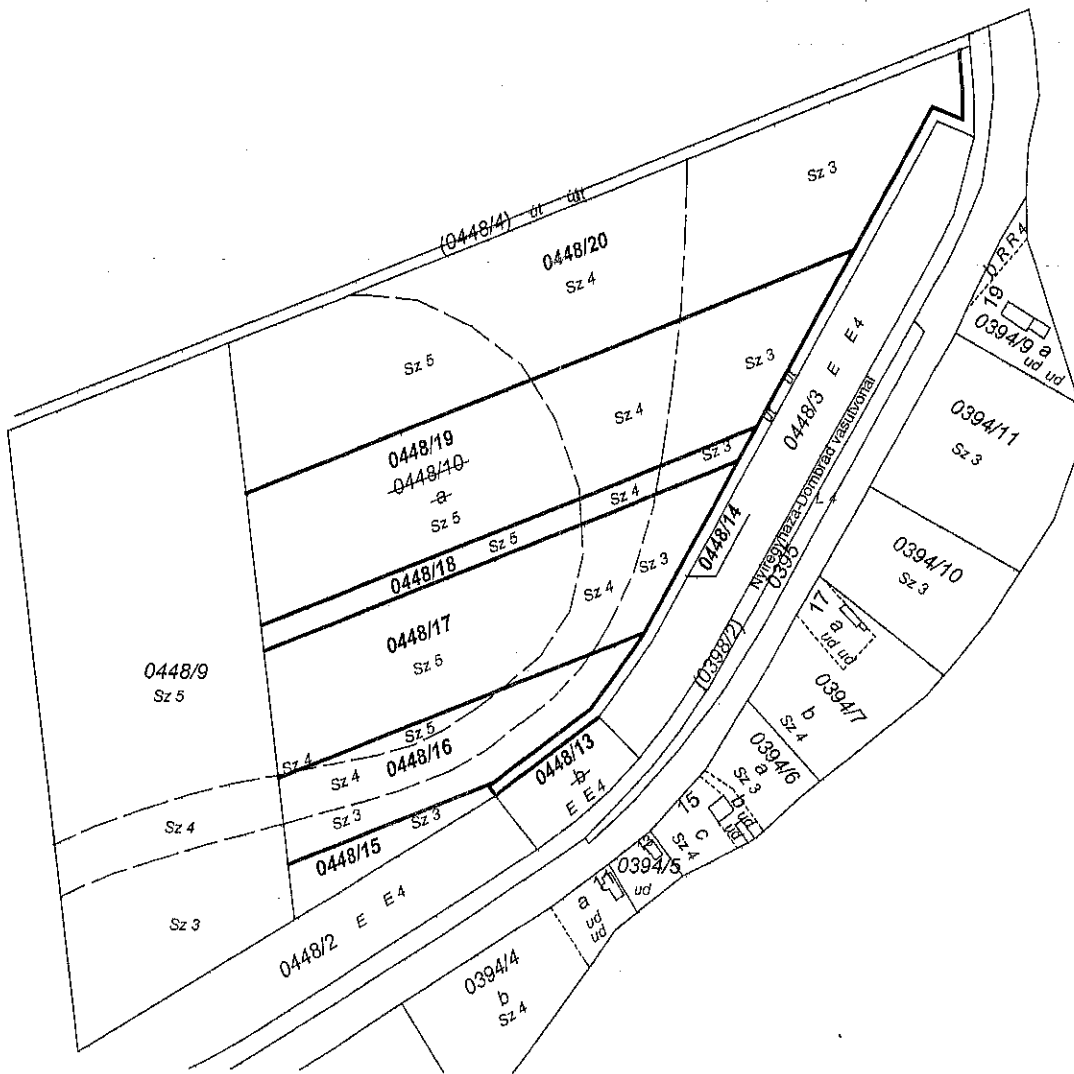 Sz 3
(0448/4) út út
0448/20
Sz 4
Sz 5
Sz 3
Sz 4
0448/19
0448/10
a
Sz 5
Sz 3
Sz 4
Sz 5
0448/18
Sz 3
Sz 4
0448/17
Sz 5
0448/9
Sz 5
Sz 5
Sz 4
0448/16
Sz 4
Sz 4
Sz 3
Sz 3
0448/15
Sz 3
0448/2 E E 4
0448/13
b
E E 4
0448/14
út út
0448/3 E E 4
Nyíregyháza-Dombrád vasútvonal
0395
L 4
(0398/2)
R R 4
19
0394/9 a
ud ud
0394/11
Sz 3
0394/10
Sz 3
17
a
ud ud
0394/7
b
Sz 4
0394/6
a
Sz 3
b ud
ud
15
c
Sz 4
13
0394/5
ud
11
a
ud
ud
0394/4
b
Sz 4